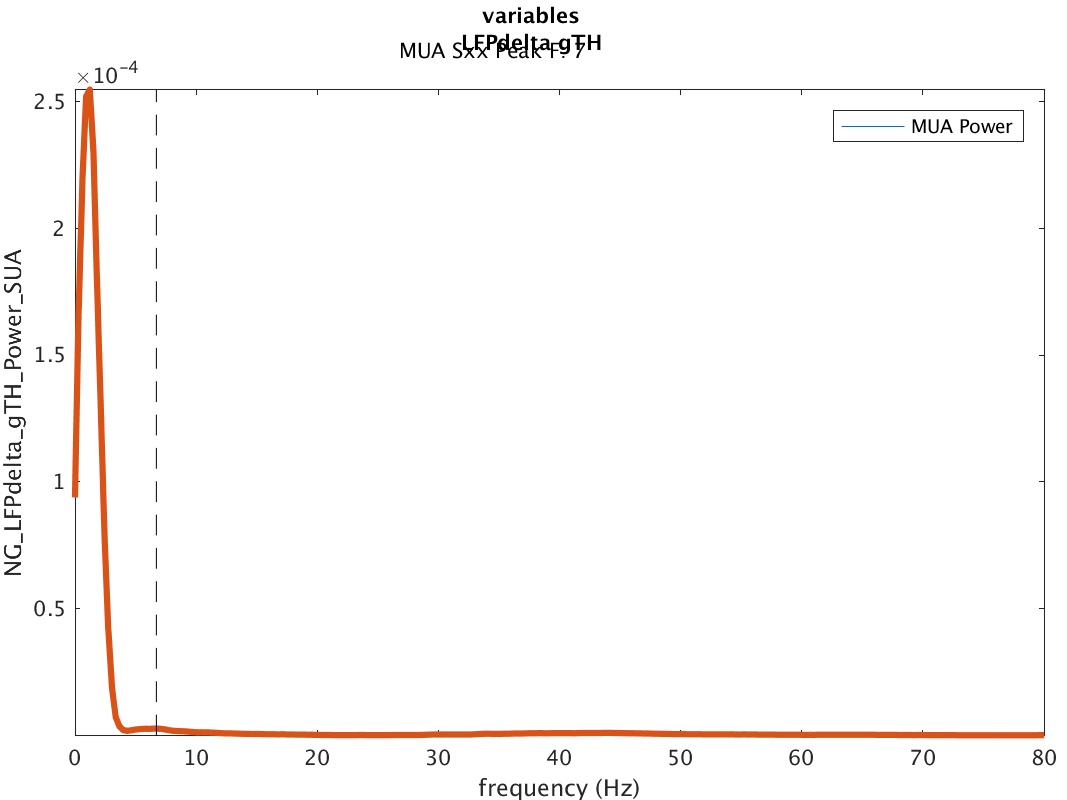 variables
LFPdelta_gTH
MUA Sxx Peak F: 7
×10⁻⁴
2.5
2
1.5
1
0.5
NG_LFPdelta_gTH_Power_SUA
MUA Power
0 10 20 30 40 50 60 70 80
frequency (Hz)